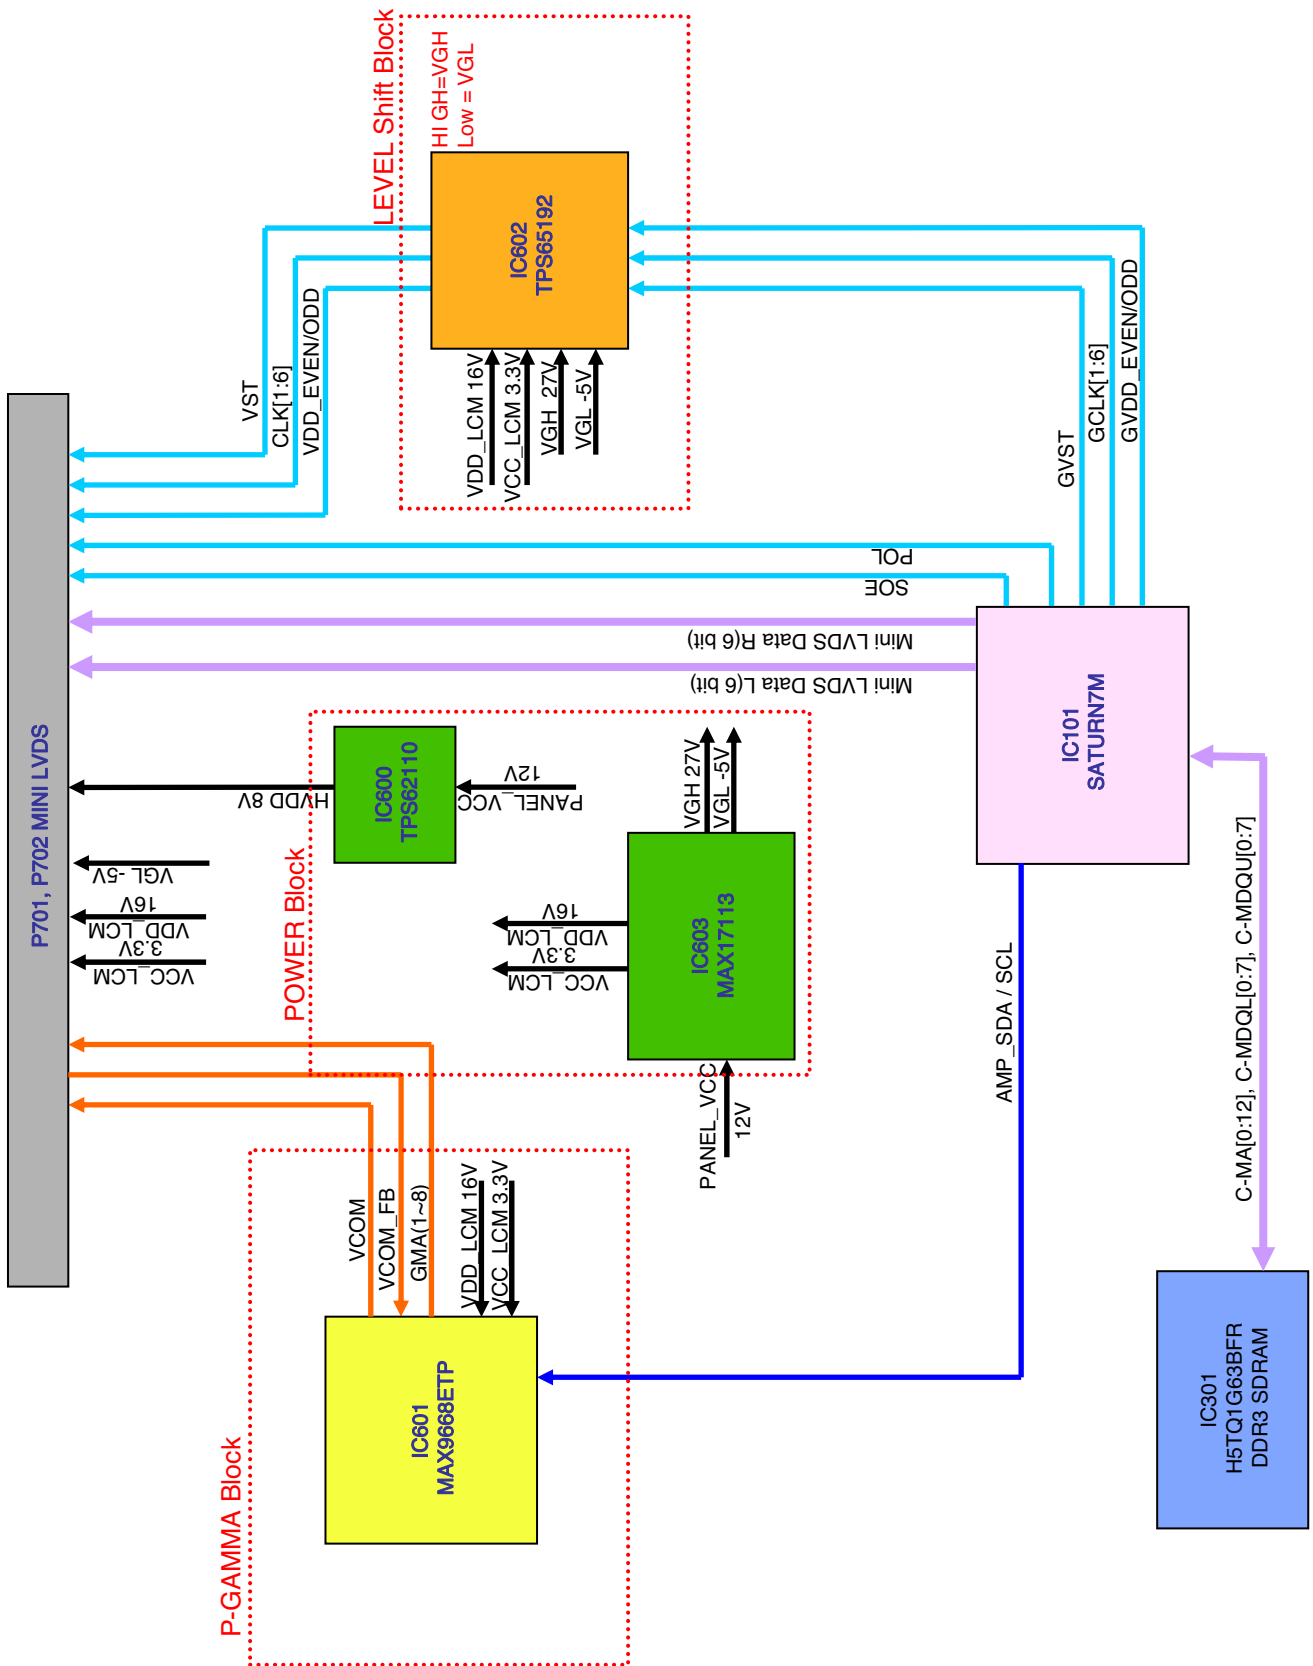 P701, P702 MINI LVDS
LEVEL Shift Block
HI GH=VGH
Low = VGL
IC602
TPS65192
VST
CLK[1:6]
VDD_EVEN/ODD
VDD_LCM 16V
VCC_LCM 3.3V
VGH 27V
VGL -5V
GVST
GCLK[1:6]
GVDD_EVEN/ODD
POL
SOE
Mini LVDS Data R(6 bit)
Mini LVDS Data L(6 bit)
IC101
SATURN7M
POWER Block
IC600
TPS62110
HVDD 8V
PANEL_VCC
12V
VGL -5V
VDD_LCM
16V
VCC_LCM
3.3V
IC603
MAX17113
VGH 27V
VGL -5V
VDD_LCM
16V
VCC_LCM
3.3V
PANEL_VCC
12V
P-GAMMA Block
IC601
MAX9668ETP
VCOM
VCOM_FB
GMA(1~8)
VDD_LCM 16V
VCC_LCM 3.3V
AMP_SDA / SCL
C-MA[0:12], C-MDQL[0:7], C-MDQU[0:7]
IC301
H5TQ1G63BFR
DDR3 SDRAM